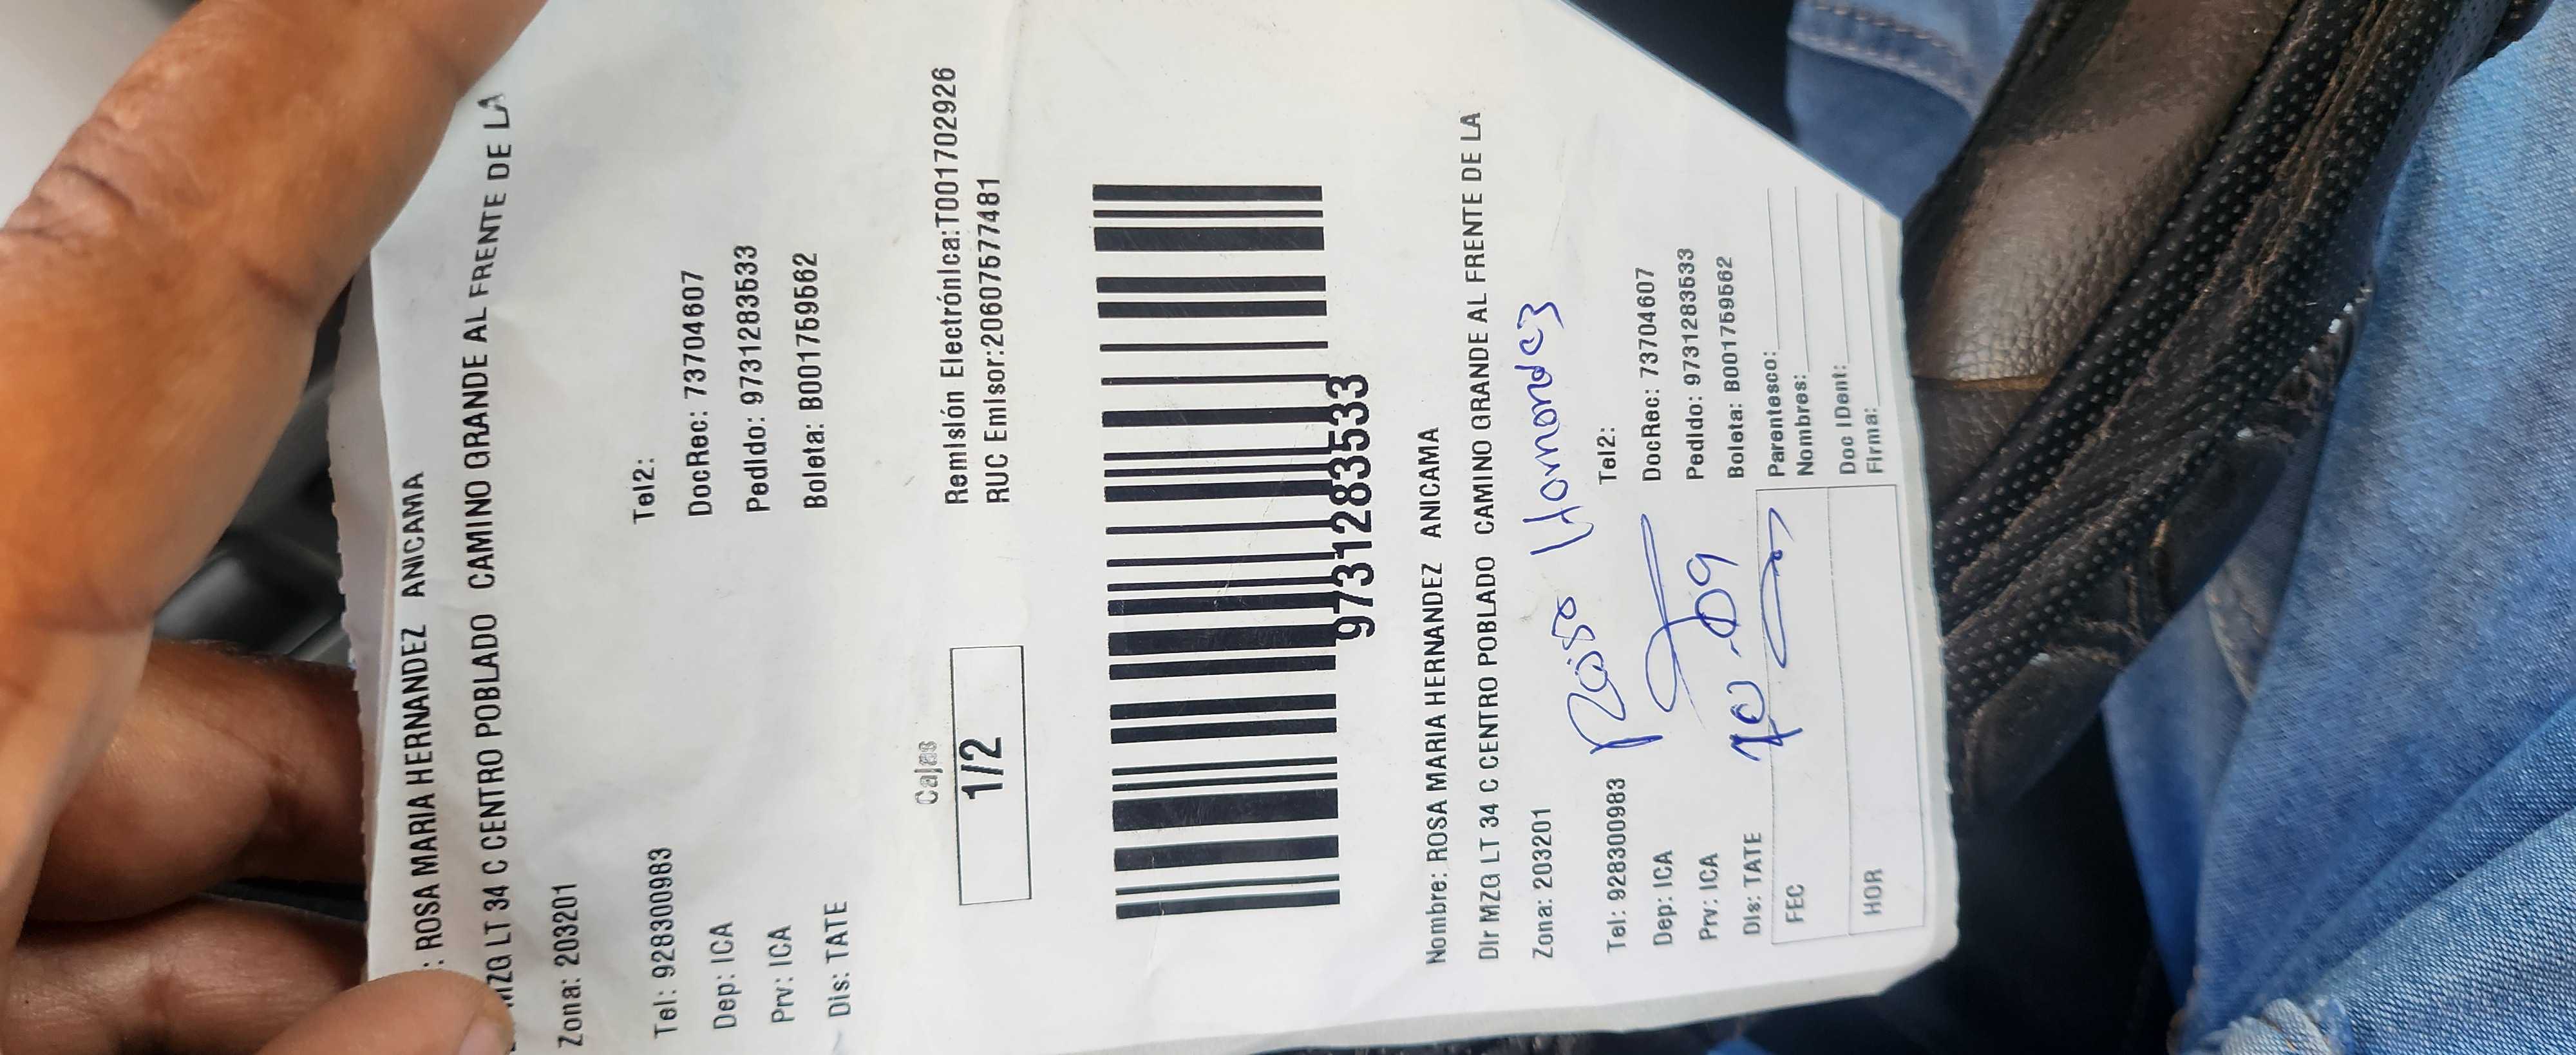 : ROSA MARIA HERNANDEZ ANICAMA
MZG LT 34 C CENTRO POBLADO CAMINO GRANDE AL FRENTE DE LA
Zona: 203201
Tel: 928300983 Tel2:
Dep: ICA DocRec: 73704607
Prv: ICA Pedido: 9731283533
Dis: TATE Boleta: B001759562
Cajas
1/2
Remisión Electrónica:T001702926
RUC Emisor:20607577481
9731283533
Nombre: ROSA MARIA HERNANDEZ ANICAMA
Dir MZG LT 34 C CENTRO POBLADO CAMINO GRANDE AL FRENTE DE LA
Zona: 203201
Hernandez
Tel: 928300983 Tel2:
Dep: ICA DocRec: 73704607
Prv: ICA Pedido: 9731283533
Dis: TATE Boleta: B001759562
FEC
HOR
Parentesco:
Nombres:
Doc IDent:
Firma: